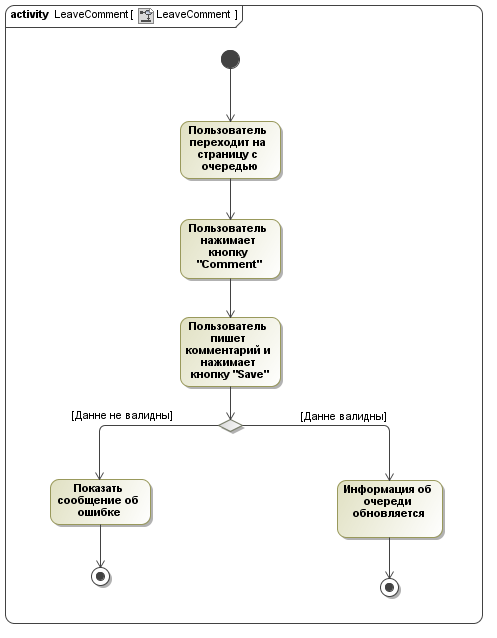 activity LeaveComment [ LeaveComment ]
Пользователь
переходит на
страницу с
очередью
Пользователь
нажимает
кнопку
"Comment"
Пользователь
пишет
комментарий и
нажимает
кнопку "Save"
[Данне не валидны]
[Данне валидны]
Показать
сообщение об
ошибке
Информация об
очереди
обновляется